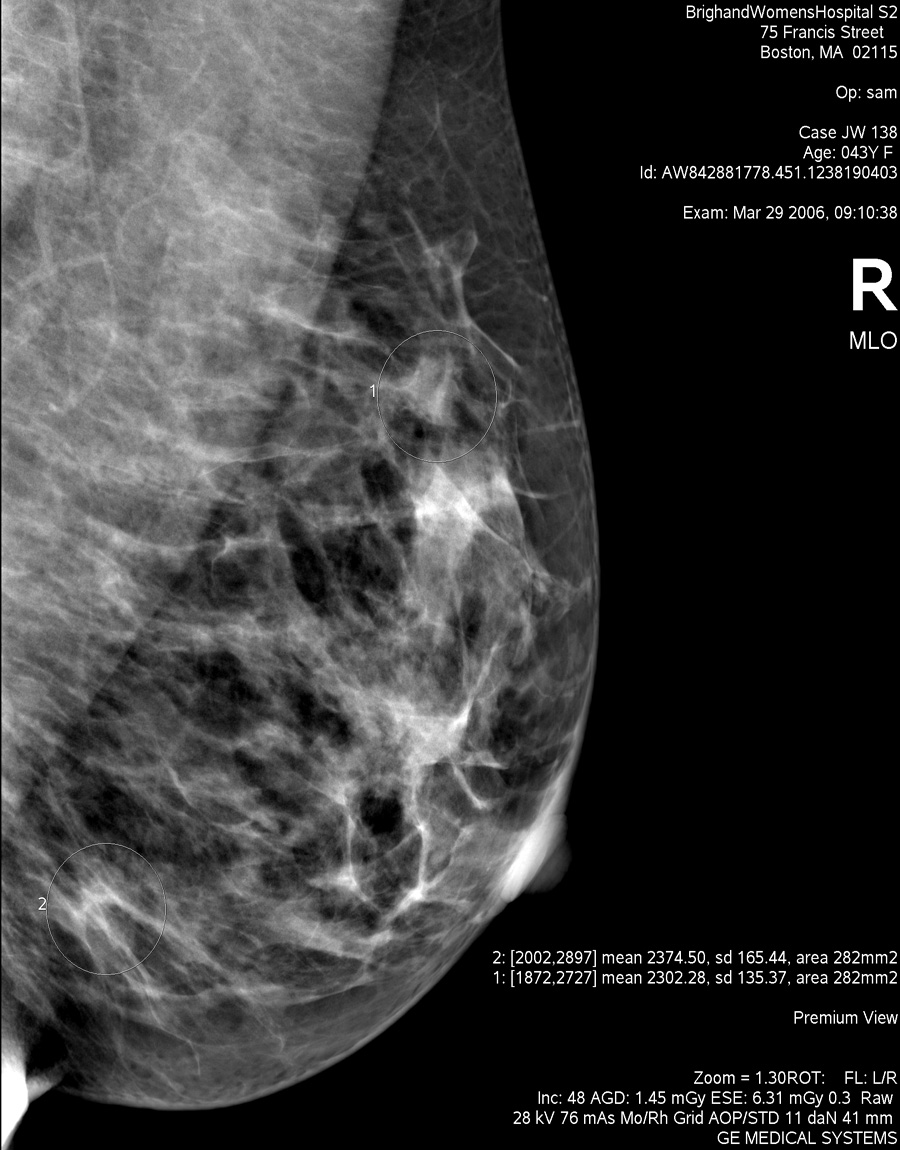 BrighandWomensHospital S2
75 Francis Street
Boston, MA 02115
Op: sam
Case JW 138
Age: 043Y F
Id: AW842881778.451.1238190403
Exam: Mar 29 2006, 09:10:38
R
MLO
1
2
2: [2002,2897] mean 2374.50, sd 165.44, area 282mm2
1: [1872,2727] mean 2302.28, sd 135.37, area 282mm2
Premium View
Zoom = 1.30ROT: FL: L/R
Inc: 48 AGD: 1.45 mGy ESE: 6.31 mGy 0.3 Raw
28 kV 76 mAs Mo/Rh Grid AOP/STD 11 daN 41 mm
GE MEDICAL SYSTEMS